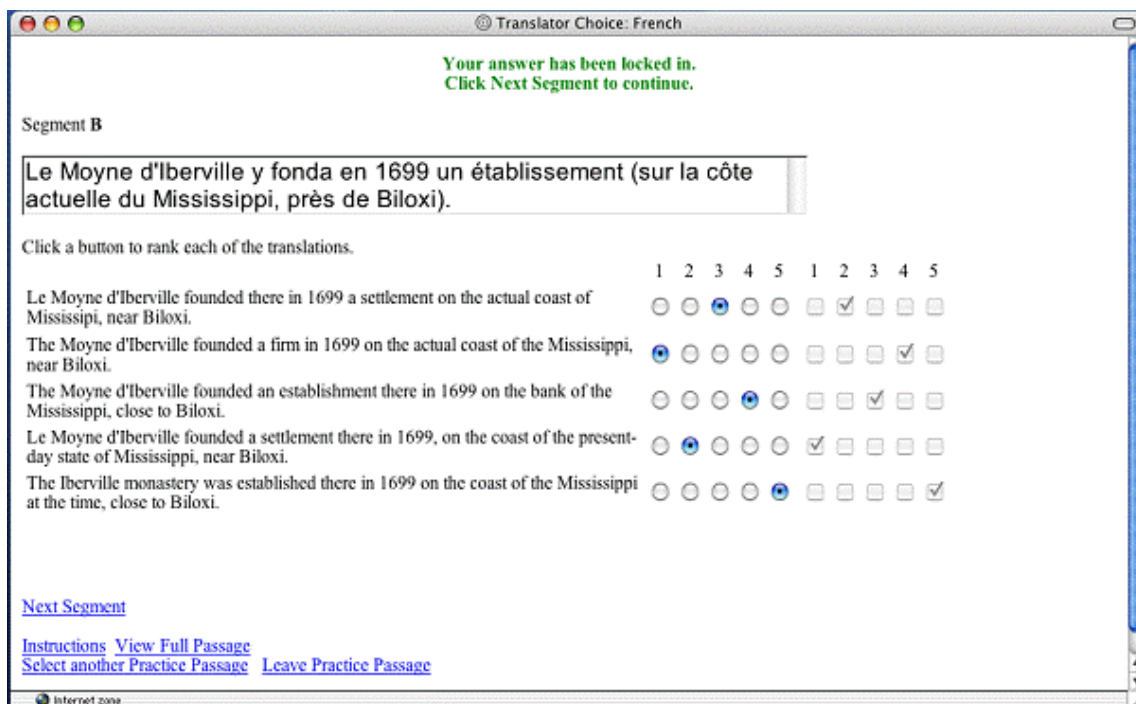 Translator Choice: French
Your answer has been locked in.
Click Next Segment to continue.
Segment B
Le Moyne d'Iberville y fonda en 1699 un établissement (sur la côte
actuelle du Mississippi, près de Biloxi).
Click a button to rank each of the translations.
1 2 3 4 5 1 2 3 4 5
Le Moyne d'Iberville founded there in 1699 a settlement on the actual coast of
Mississipi, near Biloxi.
The Moyne d'Iberville founded a firm in 1699 on the actual coast of the Mississippi,
near Biloxi.
The Moyne d'Iberville founded an establishment there in 1699 on the bank of the
Mississippi, close to Biloxi.
Le Moyne d'Iberville founded a settlement there in 1699, on the coast of the present-
day state of Mississippi, near Biloxi.
The Iberville monastery was established there in 1699 on the coast of the Mississippi
at the time, close to Biloxi.
Next Segment
Instructions View Full Passage
Select another Practice Passage Leave Practice Passage
Internet zone